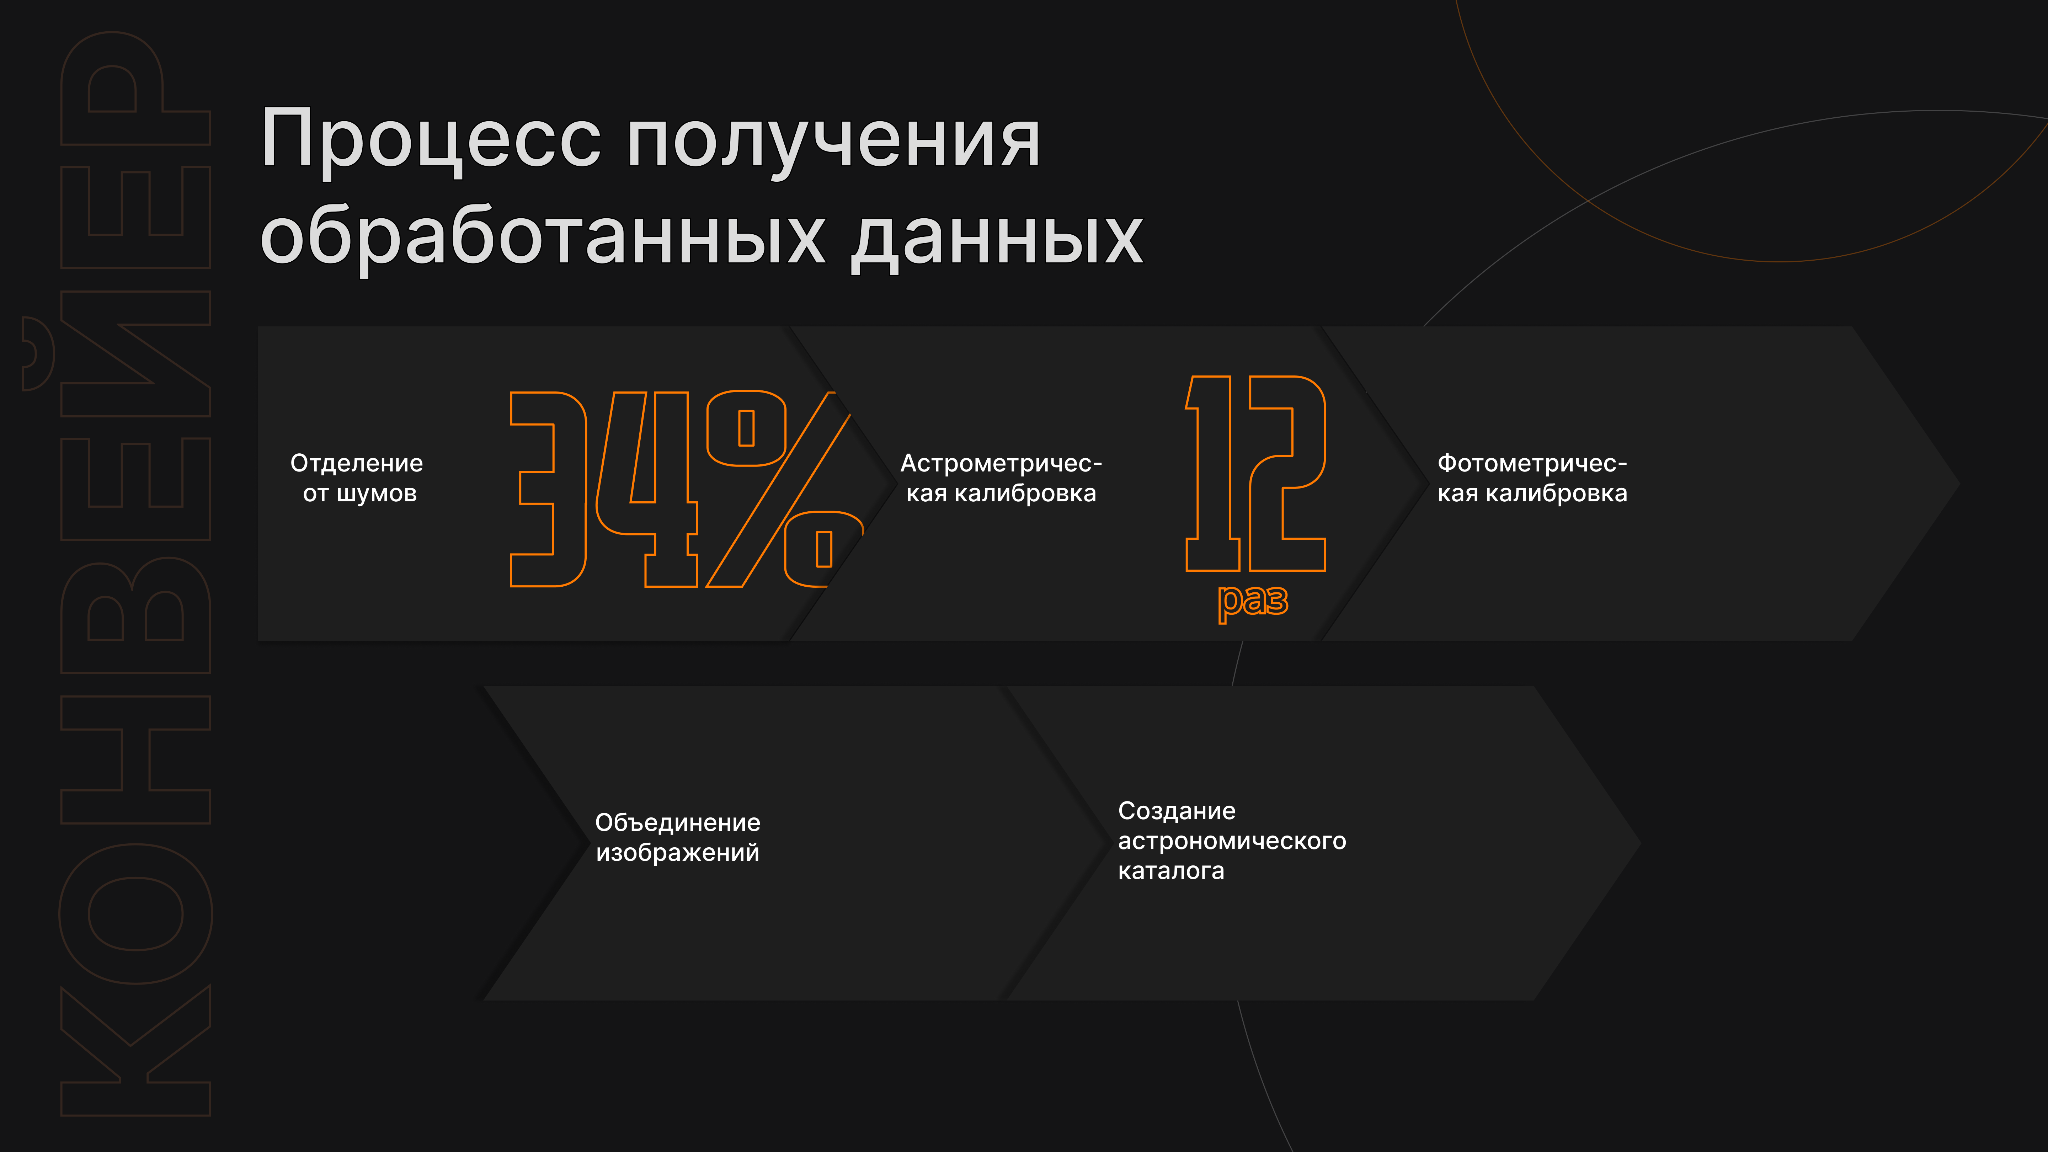 КОНВЕЙЕР
Процесс получения
обработанных данных
Отделение
от шумов
34%
Астрометричес-
кая калибровка
12
раз
Фотометричес-
кая калибровка
Объединение
изображений
Создание
астрономического
каталога